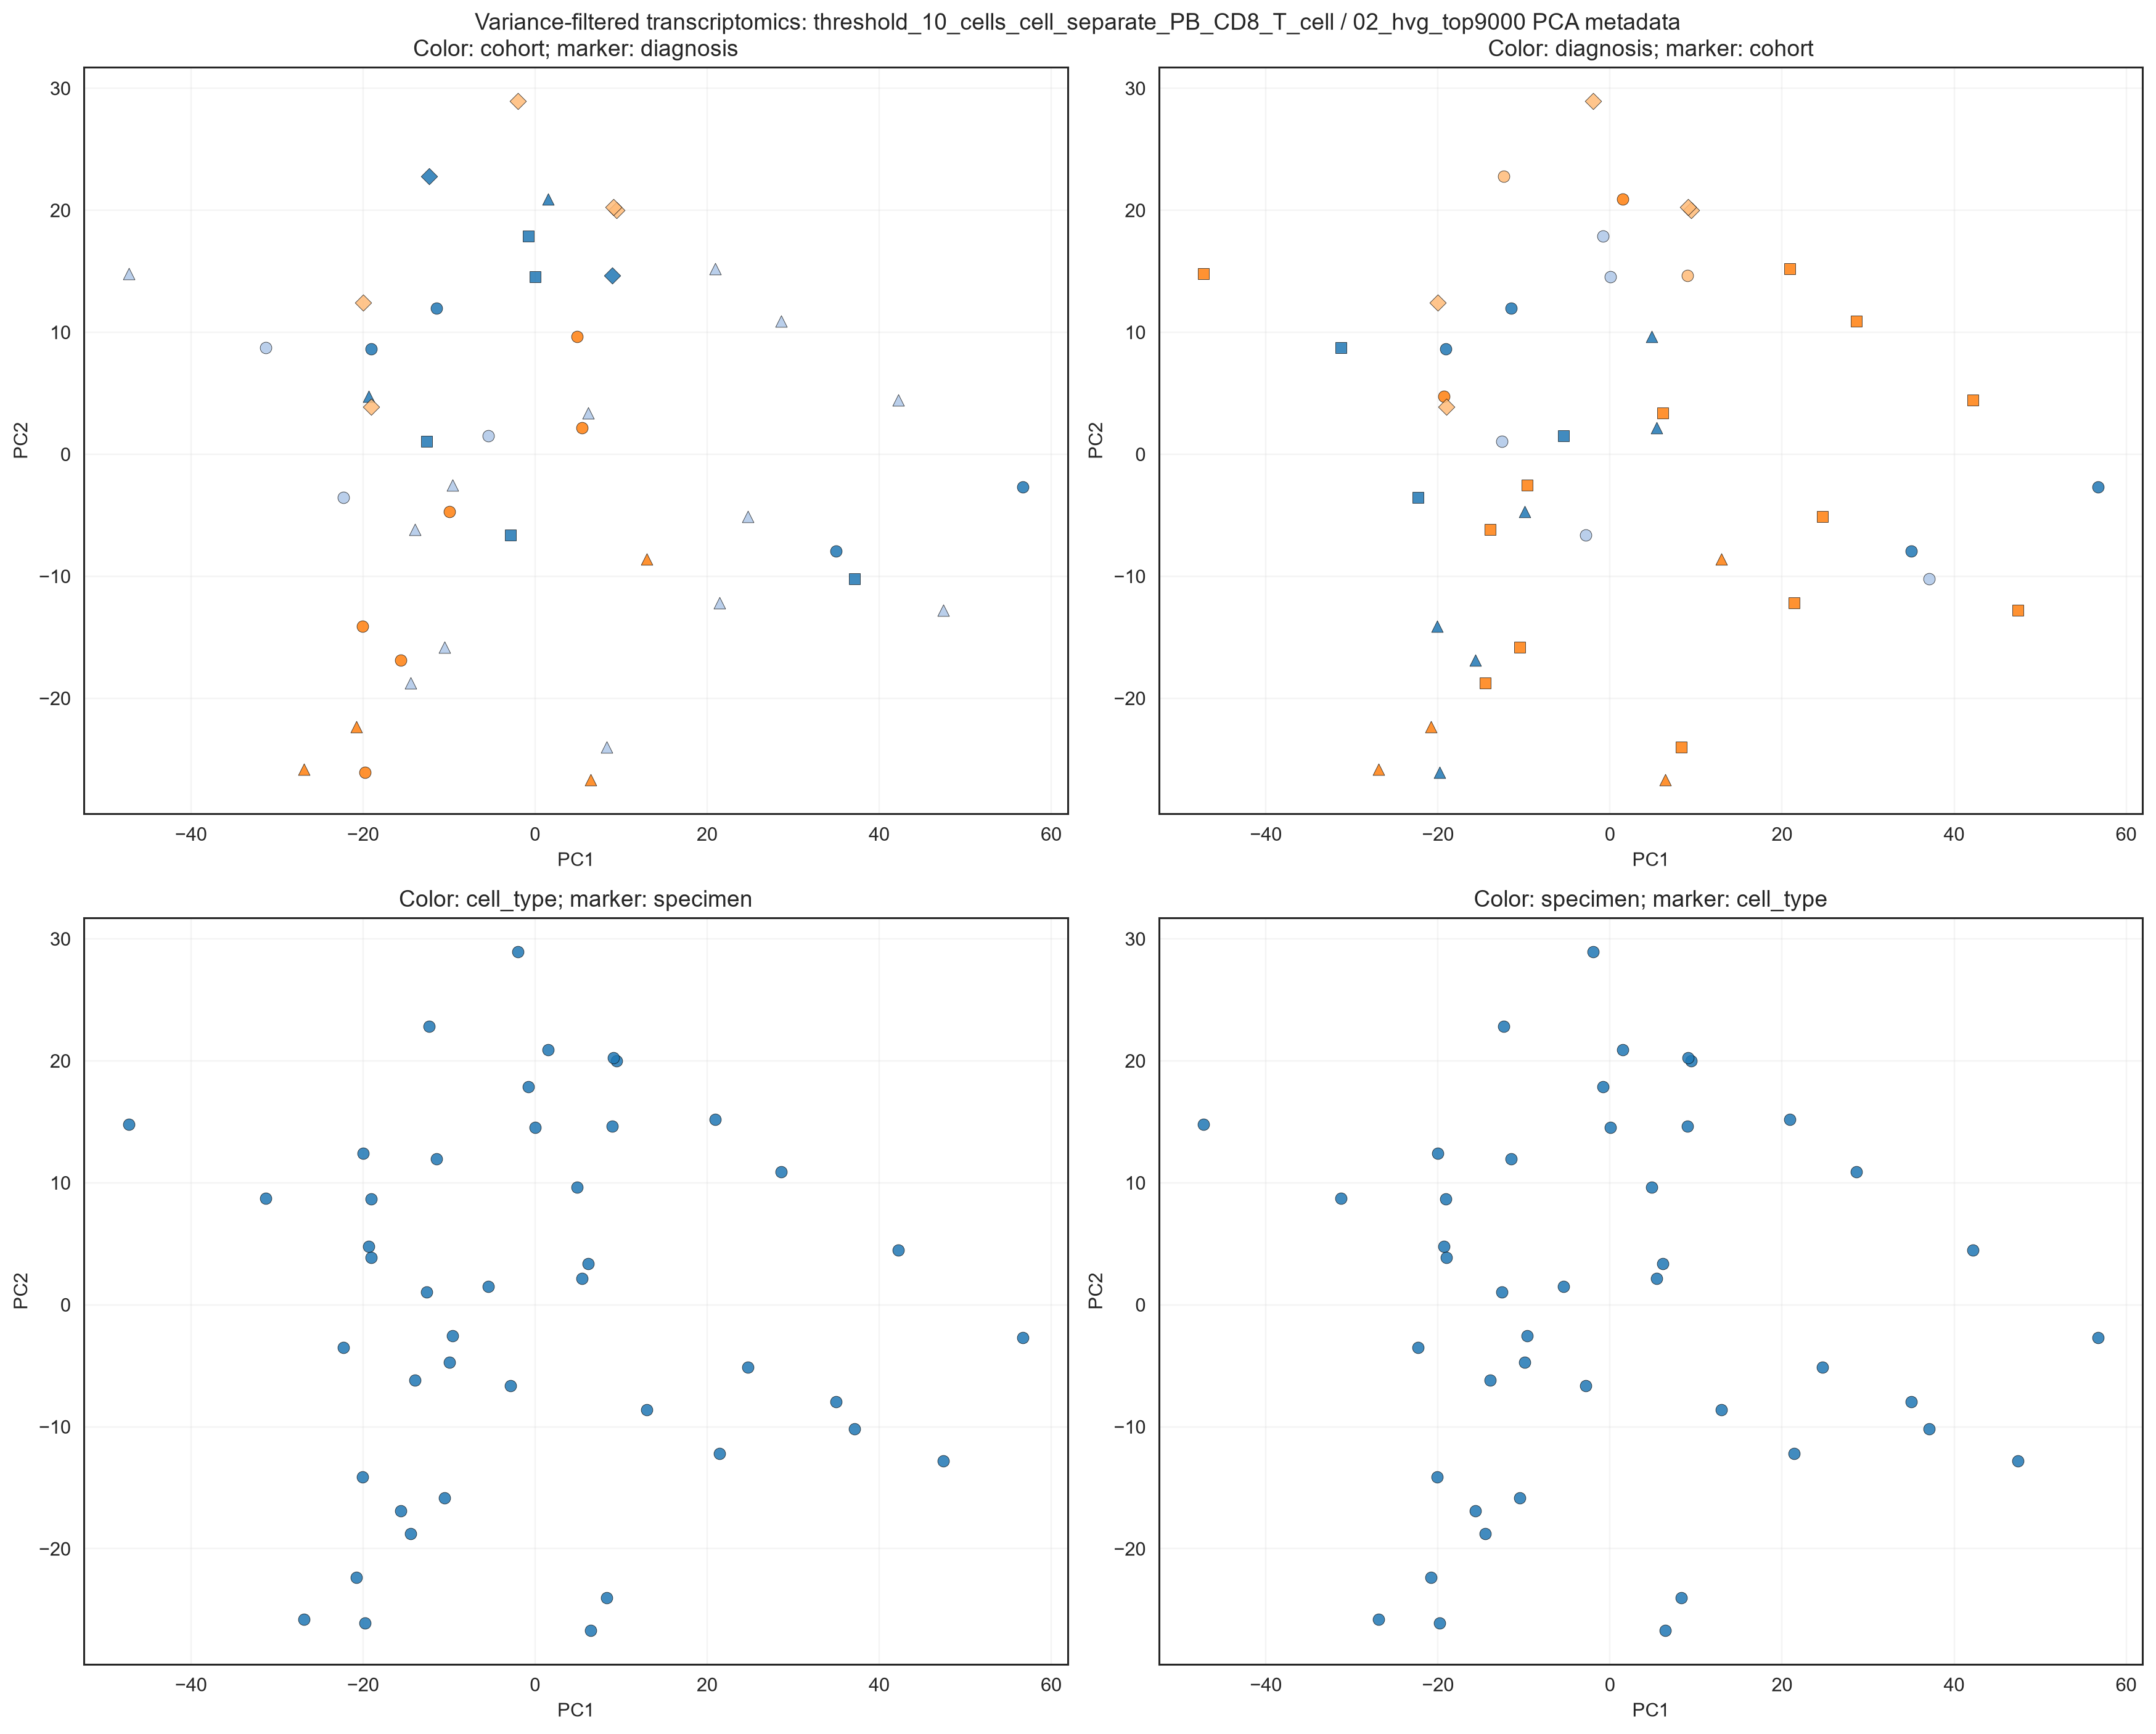 Variance-filtered transcriptomics: threshold_10_cells_cell_separate_PB_CD8_T_cell / 02_hvg_top9000 PCA metadata
Color: cohort; marker: diagnosis
30
20
10
0
−10
−20
PC2
−40 −20 0 20 40 60
PC1
Color: diagnosis; marker: cohort
30
20
10
0
−10
−20
PC2
−40 −20 0 20 40 60
PC1
Color: cell_type; marker: specimen
30
20
10
0
−10
−20
PC2
−40 −20 0 20 40 60
PC1
Color: specimen; marker: cell_type
30
20
10
0
−10
−20
PC2
−40 −20 0 20 40 60
PC1